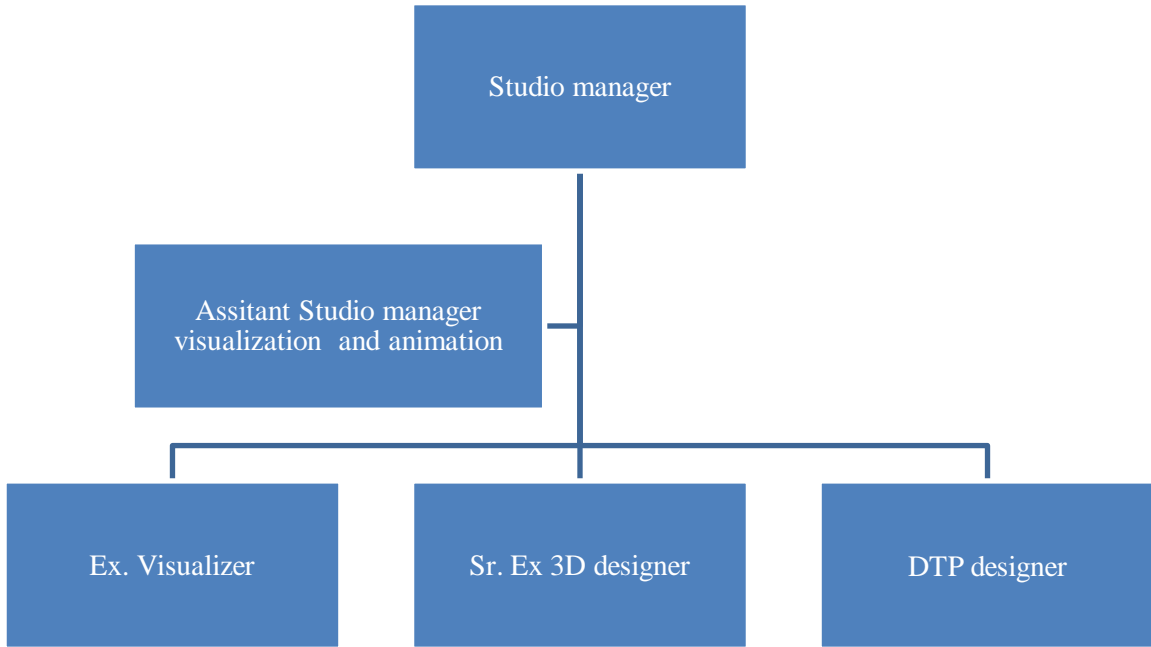 Studio manager
Assitant Studio manager
visualization and animation
Ex. Visualizer
Sr. Ex 3D designer
DTP designer